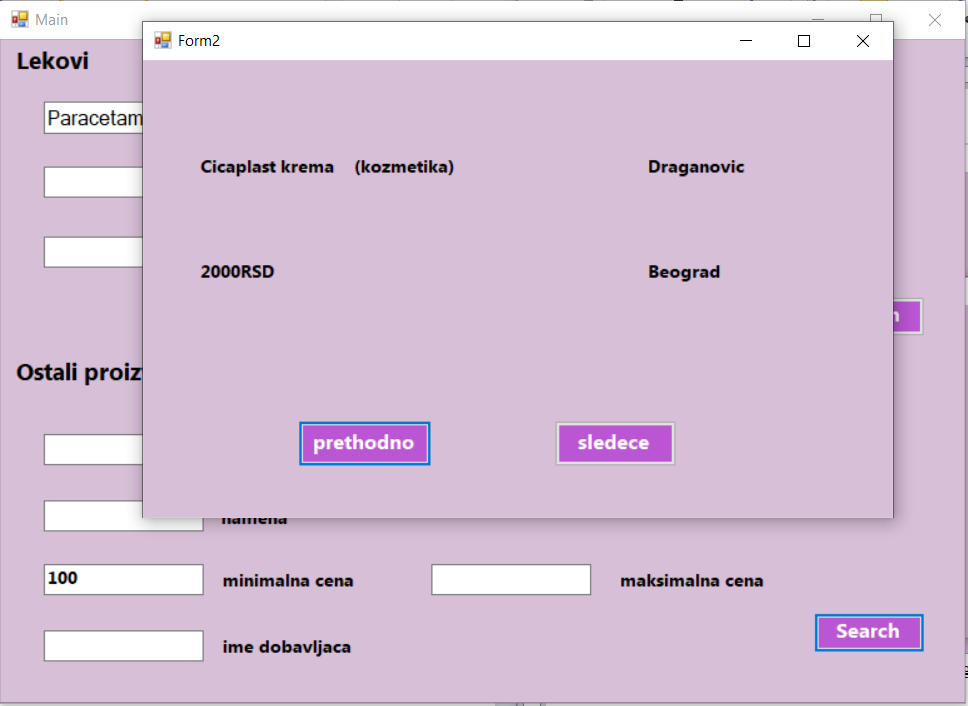 Main
Form2
Lekovi
Paracetam
Cicaplast krema (kozmetika) Draganovic
2000RSD Beograd
Ostali proiz
prethodno sledece
namena
100 minimalna cena maksimalna cena
Search
ime dobavljaca